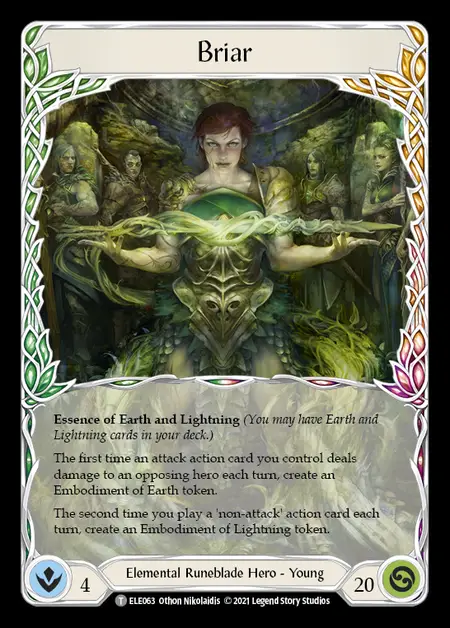 Briar
Essence of Earth and Lightning (You may have Earth and
Lightning cards in your deck.)
The first time an attack action card you control deals
damage to an opposing hero each turn, create an
Embodiment of Earth token.
The second time you play a 'non-attack' action card each
turn, create an Embodiment of Lightning token.
4
Elemental Runeblade Hero - Young
20
T ELE063 Othon Nikolaidis © 2021 Legend Story Studios